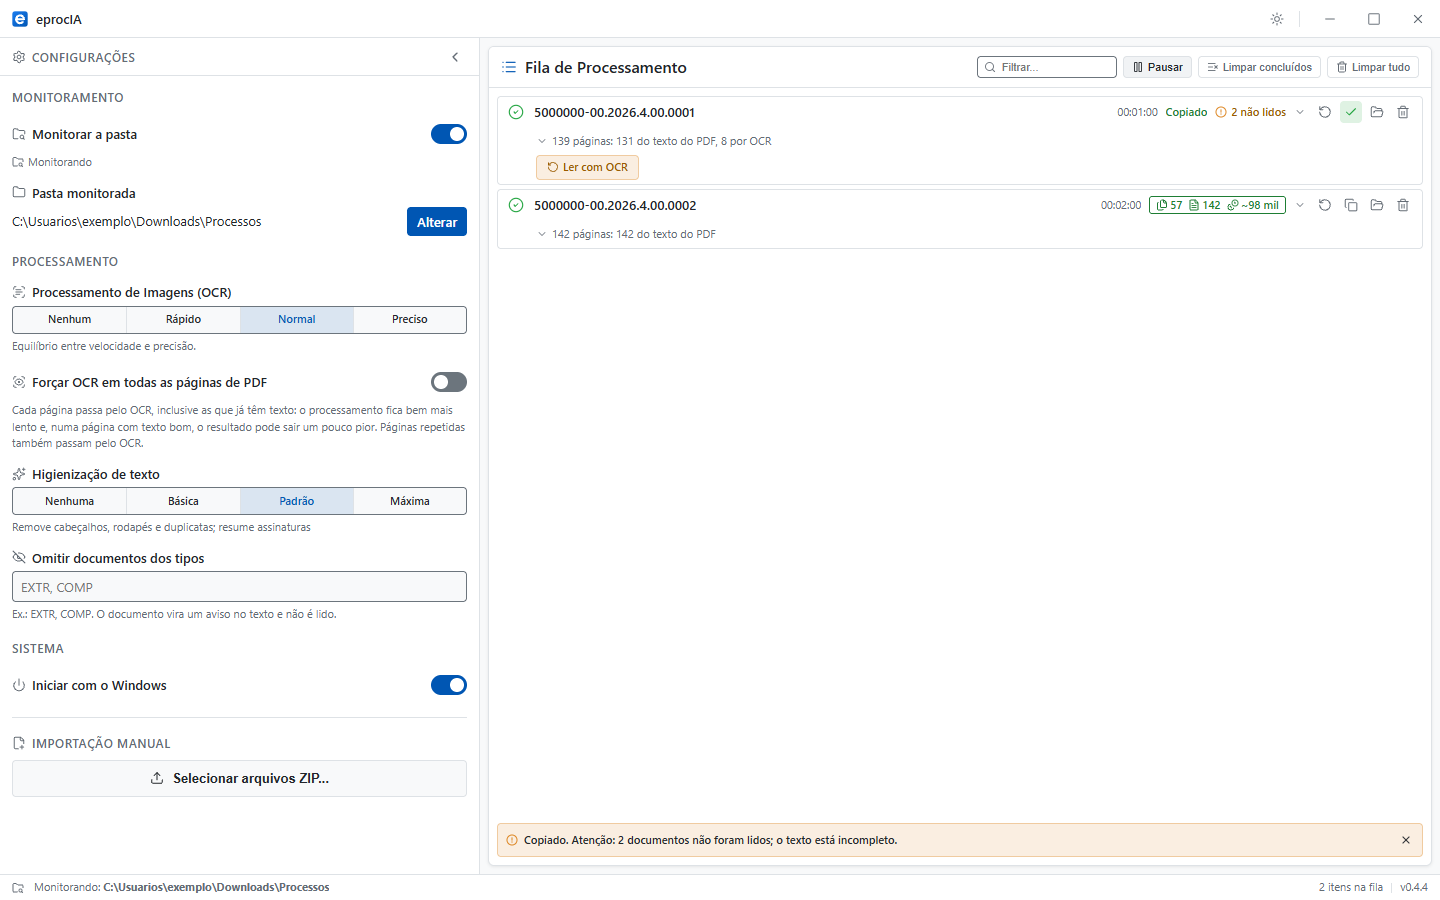 eprocIA
CONFIGURAÇÕES
MONITORAMENTO
Monitorar a pasta
Monitorando
Pasta monitorada
C:\Usuarios\exemplo\Downloads\Processos
Alterar
PROCESSAMENTO
Processamento de Imagens (OCR)
Nenhum Rápido Normal Preciso
Equilíbrio entre velocidade e precisão.
Forçar OCR em todas as páginas de PDF
Cada página passa pelo OCR, inclusive as que já têm texto: o processamento fica bem mais
lento e, numa página com texto bom, o resultado pode sair um pouco pior. Páginas repetidas
também passam pelo OCR.
Higienização de texto
Nenhuma Básica Padrão Máxima
Remove cabeçalhos, rodapés e duplicatas; resume assinaturas
Omitir documentos dos tipos
EXTR, COMP
Ex.: EXTR, COMP. O documento vira um aviso no texto e não é lido.
SISTEMA
Iniciar com o Windows
IMPORTAÇÃO MANUAL
Selecionar arquivos ZIP...
Fila de Processamento
Filtrar... Pausar Limpar concluídos Limpar tudo
5000000-00.2026.4.00.0001 00:01:00 Copiado 2 não lidos
139 páginas: 131 do texto do PDF, 8 por OCR
Ler com OCR
5000000-00.2026.4.00.0002 00:02:00 57 142 ~98 mil
142 páginas: 142 do texto do PDF
Copiado. Atenção: 2 documentos não foram lidos; o texto está incompleto.
Monitorando: C:\Usuarios\exemplo\Downloads\Processos
2 itens na fila v0.4.4